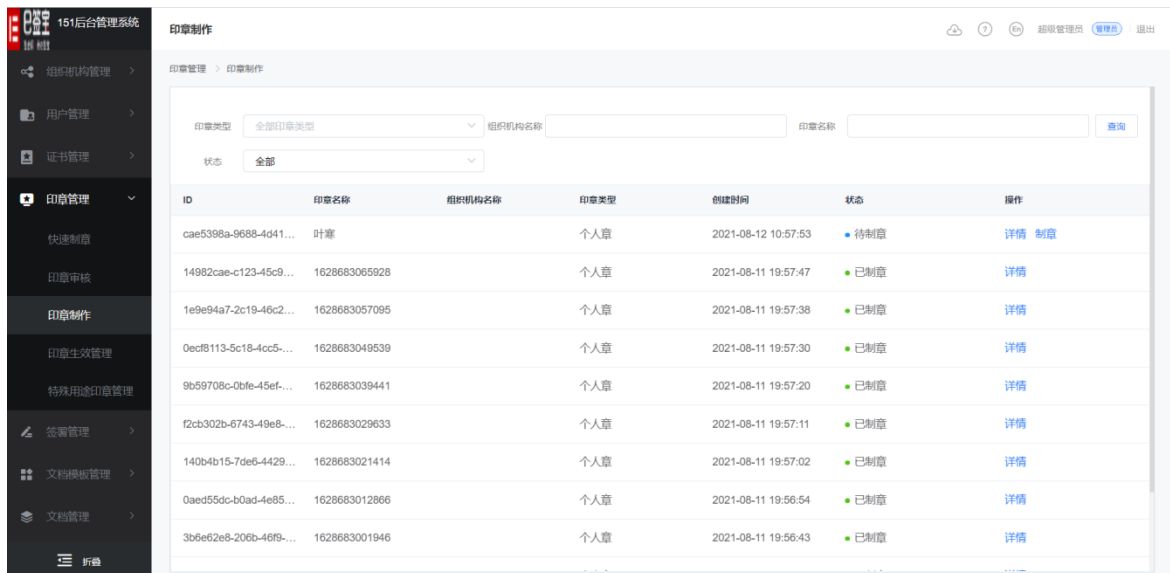 e签宝 151后台管理系统
印章制作
En 超级管理员 管理员 退出
组织机构管理
用户管理
证书管理
印章管理
快速制章
印章审核
印章制作
印章生效管理
特殊用途印章管理
签署管理
文档模板管理
文档管理
折叠
印章管理 > 印章制作
印章类型 全部印章类型 组织机构名称 印章名称 查询
状态 全部
ID 印章名称 组织机构名称 印章类型 创建时间 状态 操作
cae5398a-9688-4d41... 叶寒 个人章 2021-08-12 10:57:53 待制章 详情 制章
14982cae-c123-45c9... 1628683065928 个人章 2021-08-11 19:57:47 已制章 详情
1e9e94a7-2c19-46c2... 1628683057095 个人章 2021-08-11 19:57:38 已制章 详情
0ecf8113-5c18-4cc5-... 1628683049539 个人章 2021-08-11 19:57:30 已制章 详情
9b59708c-0bfe-45ef-... 1628683039441 个人章 2021-08-11 19:57:20 已制章 详情
f2cb302b-6743-49e8-... 1628683029633 个人章 2021-08-11 19:57:11 已制章 详情
140b4b15-7de6-4429... 1628683021414 个人章 2021-08-11 19:57:02 已制章 详情
0aed55dc-b0ad-4e85... 1628683012866 个人章 2021-08-11 19:56:54 已制章 详情
3b6e62e8-206b-46f9-... 1628683001946 个人章 2021-08-11 19:56:43 已制章 详情